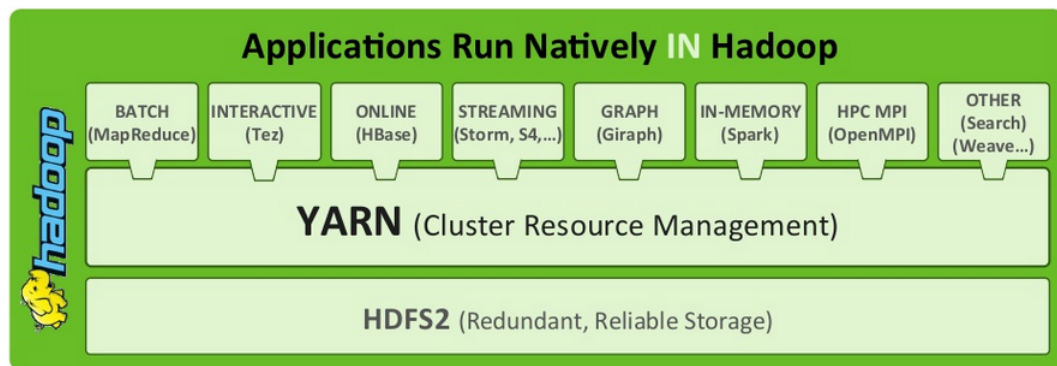 Applications Run Natively IN Hadoop
BATCH
(MapReduce)
INTERACTIVE
(Tez)
ONLINE
(HBase)
STREAMING
(Storm, S4,...)
GRAPH
(Giraph)
IN-MEMORY
(Spark)
HPC MPI
(OpenMPI)
OTHER
(Search)
(Weave...)
hadoop
YARN (Cluster Resource Management)
HDFS2 (Redundant, Reliable Storage)